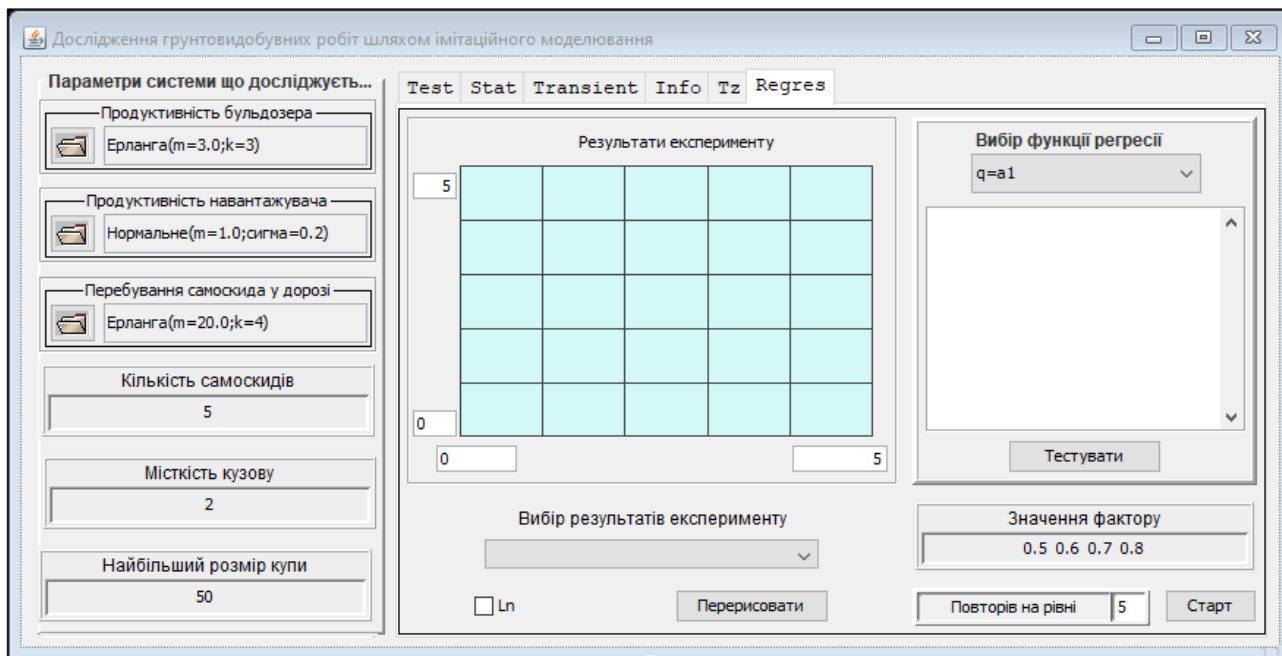 Дослідження грунтовидобувних робіт шляхом імітаційного моделювання
Параметри системи що досліджуєть...
Продуктивність бульдозера
Ерланга(m=3.0;k=3)
Продуктивність навантажувача
Нормальне(m=1.0;сигма=0.2)
Перебування самоскида у дорозі
Ерланга(m=20.0;k=4)
Кількість самоскидів
5
Місткість кузову
2
Найбільший розмір купи
50
Test Stat Transient Info Tz Regres
Результати експерименту
5
0
0
5
Вибір результатів експерименту
Ln
Перерисовати
Вибір функції регресії
q=a1
Тестувати
Значення фактору
0.5 0.6 0.7 0.8
Повторів на рівні
5
Старт